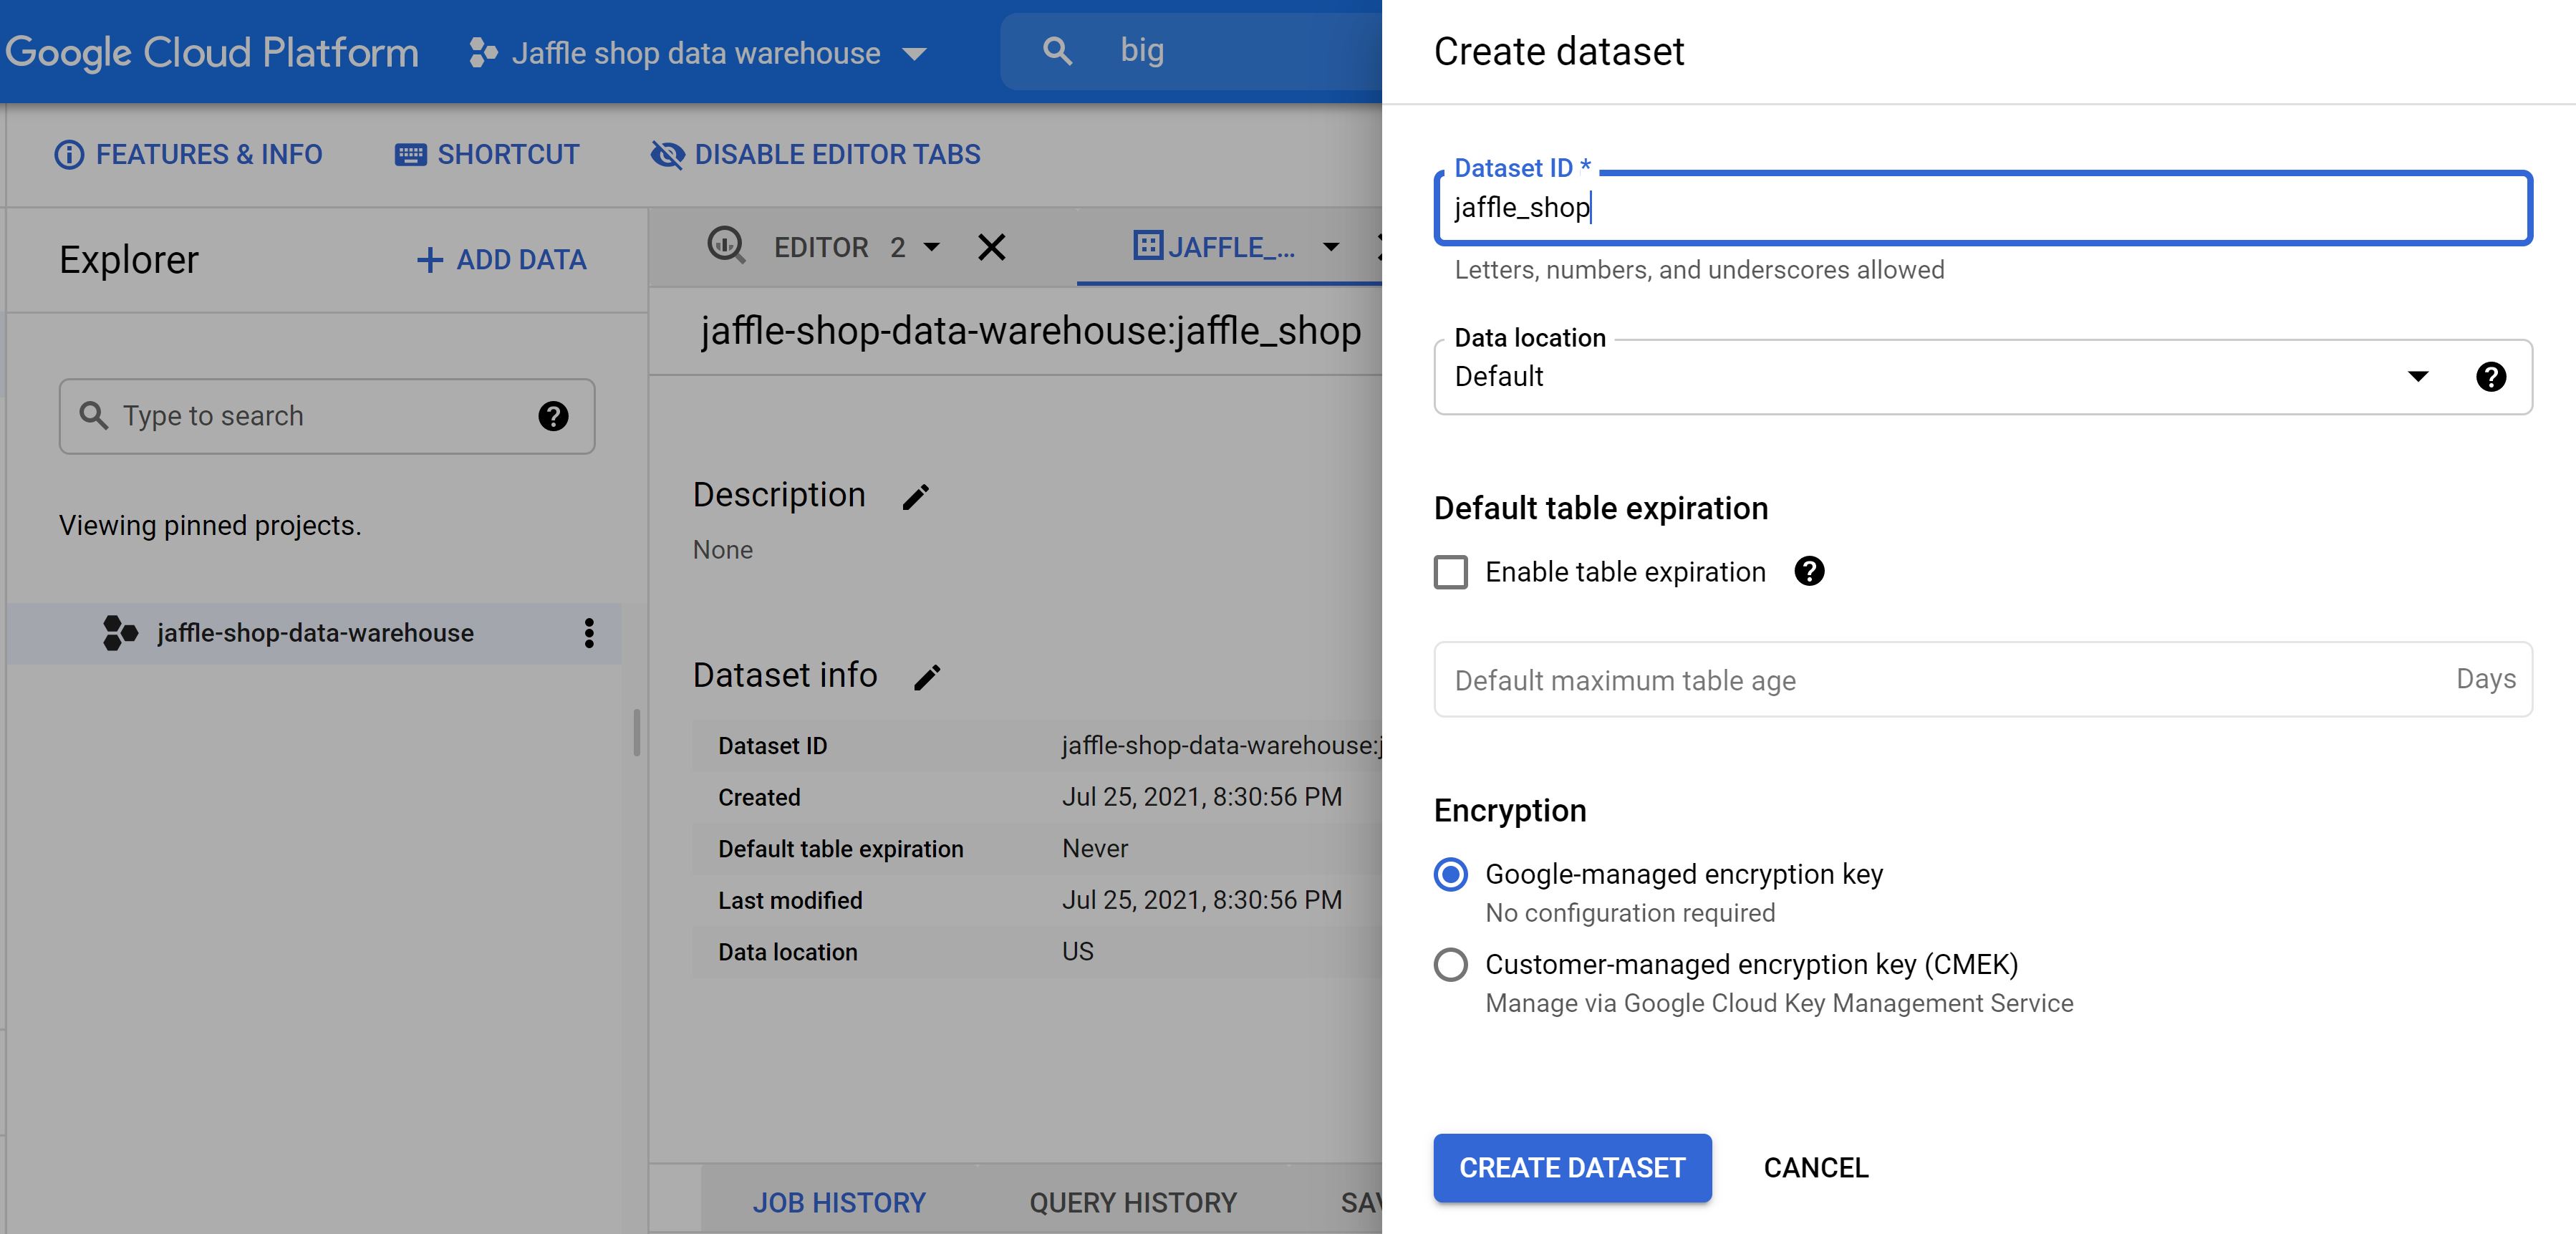 Google Cloud Platform
Jaffle shop data warehouse
big
FEATURES & INFO
SHORTCUT
DISABLE EDITOR TABS
Explorer
+ ADD DATA
Type to search
Viewing pinned projects.
jaffle-shop-data-warehouse
EDITOR 2
JAFFLE_...
jaffle-shop-data-warehouse:jaffle_shop
Description
None
Dataset info
Dataset ID jaffle-shop-data-warehouse:j
Created Jul 25, 2021, 8:30:56 PM
Default table expiration Never
Last modified Jul 25, 2021, 8:30:56 PM
Data location US
JOB HISTORY
QUERY HISTORY
Create dataset
Dataset ID *
jaffle_shop
Letters, numbers, and underscores allowed
Data location
Default
Default table expiration
Enable table expiration
Default maximum table age Days
Encryption
Google-managed encryption key
No configuration required
Customer-managed encryption key (CMEK)
Manage via Google Cloud Key Management Service
CREATE DATASET
CANCEL